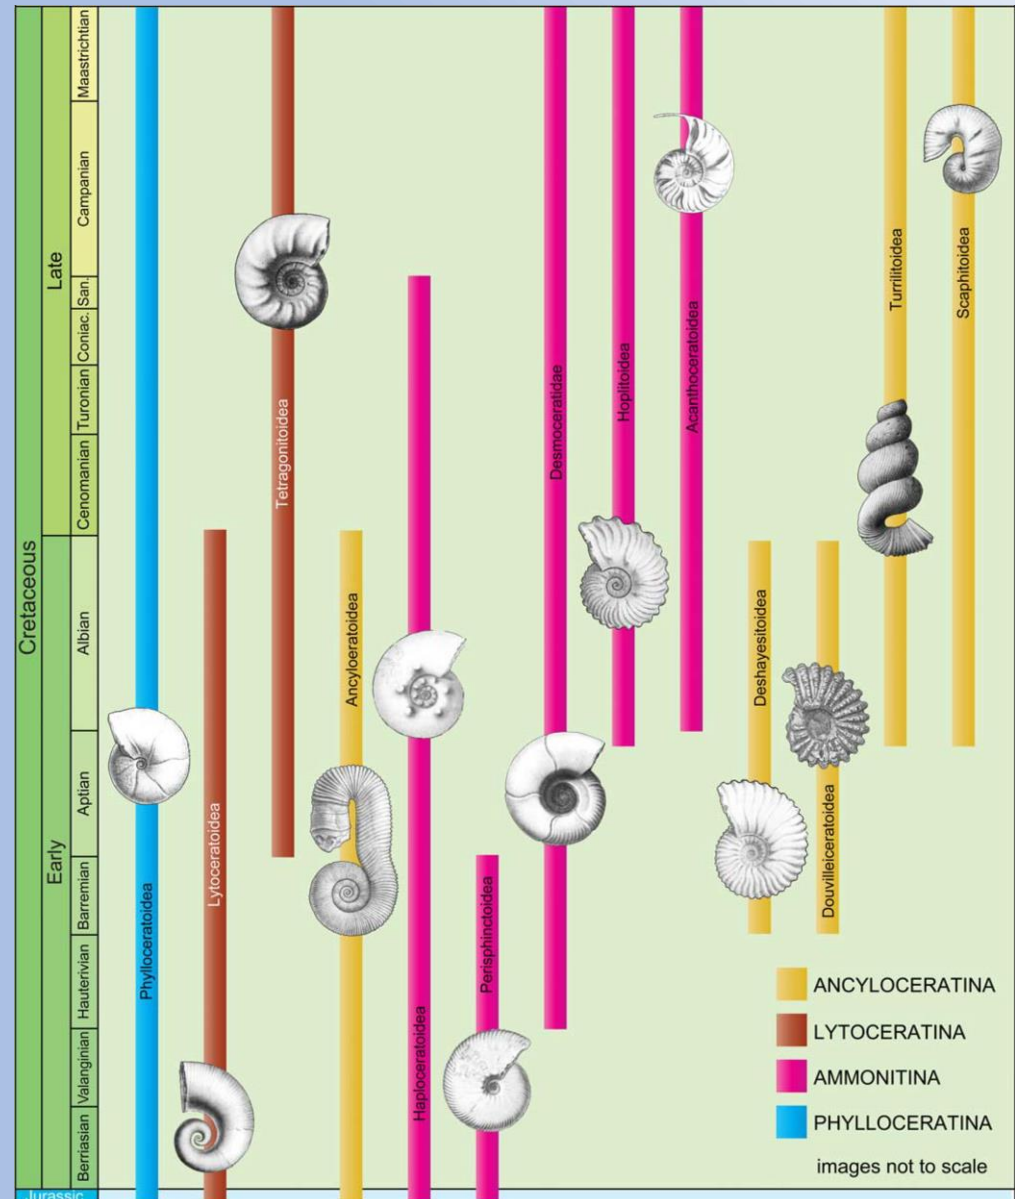 Cretaceous
Late
Early
Maastrichtian
Campanian
San.
Coniac.
Turonian
Cenomanian
Albian
Aptian
Barremian
Hauterivian
Valanginian
Berriasian
Jurassic
Phylloceratoidea
Lytoceratoidea
Tetragonitoidea
Ancyloeratoidea
Haploceratoidea
Perisphinctoidea
Desmoceratidae
Hoplitoidea
Acanthoceratoidea
Deshayesitoidea
Douvilleiceratoidea
Turrilitoidea
Scaphitoidea
ANCYLOCERATINA
LYTOCERATINA
AMMONITINA
PHYLLOCERATINA
images not to scale